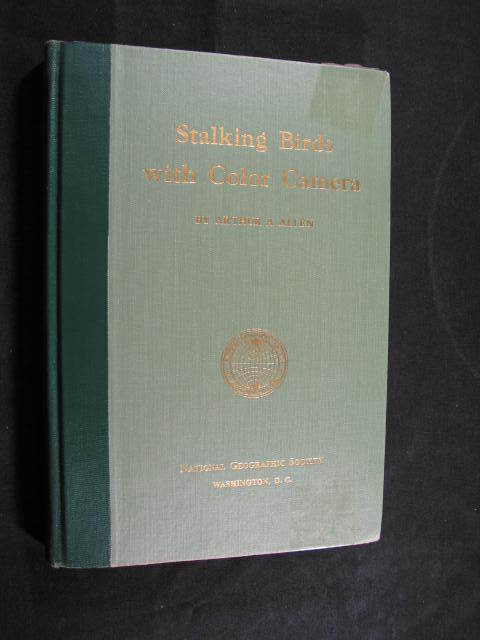 Stalking Birds
with Color Camera
BY ARTHUR A. ALLEN
NATIONAL GEOGRAPHIC SOCIETY
WASHINGTON, D. C.